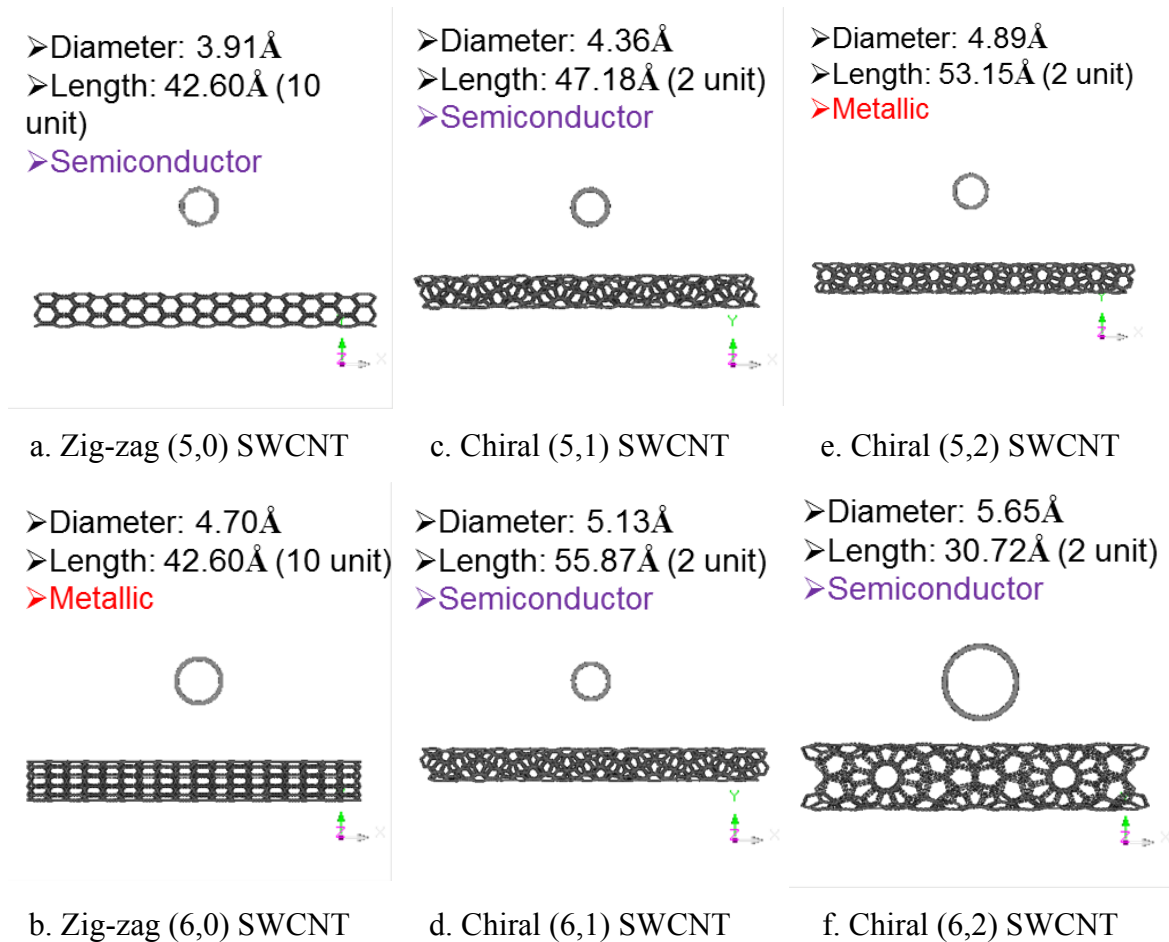 ➢Diameter: 3.91Å
➢Length: 42.60Å (10
unit)
➢Semiconductor
Y
Z
X
a. Zig-zag (5,0) SWCNT
➢Diameter: 4.36Å
➢Length: 47.18Å (2 unit)
➢Semiconductor
Y
Z
X
c. Chiral (5,1) SWCNT
➢Diameter: 4.89Å
➢Length: 53.15Å (2 unit)
➢Metallic
Y
Z
X
e. Chiral (5,2) SWCNT
➢Diameter: 4.70Å
➢Length: 42.60Å (10 unit)
➢Metallic
Y
Z
X
b. Zig-zag (6,0) SWCNT
➢Diameter: 5.13Å
➢Length: 55.87Å (2 unit)
➢Semiconductor
Y
Z
X
d. Chiral (6,1) SWCNT
➢Diameter: 5.65Å
➢Length: 30.72Å (2 unit)
➢Semiconductor
Y
Z
X
f. Chiral (6,2) SWCNT